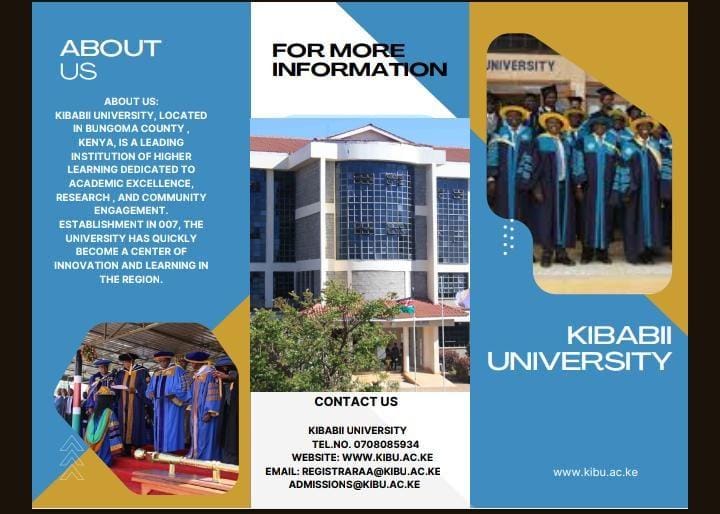 ABOUT
US
ABOUT US:
KIBABII UNIVERSITY, LOCATED
IN BUNGOMA COUNTY ,
KENYA, IS A LEADING
INSTITUTION OF HIGHER
LEARNING DEDICATED TO
ACADEMIC EXCELLENCE,
RESEARCH , AND COMMUNITY
ENGAGEMENT.
ESTABLISHMENT IN 007, THE
UNIVERSITY HAS QUICKLY
BECOME A CENTER OF
INNOVATION AND LEARNING IN
THE REGION.
FOR MORE
INFORMATION
CONTACT US
KIBABII UNIVERSITY
TEL.NO. 0708085934
WEBSITE: WWW.KIBU.AC.KE
EMAIL: REGISTRARAA@KIBU.AC.KE
ADMISSIONS@KIBU.AC.KE
UNIVERSITY
KIBABII
UNIVERSITY
www.kibu.ac.ke